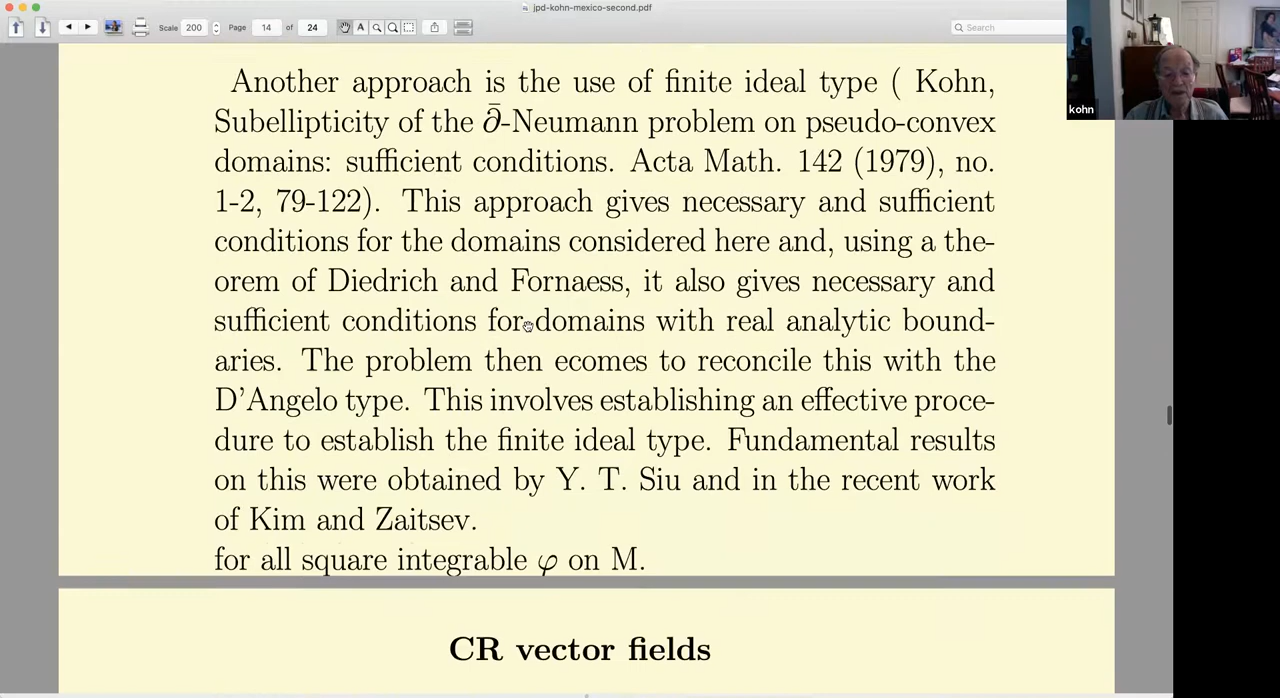 jpd-kohn-mexico-second.pdf
Scale 200 Page 14 of 24 A Search
kohn
Another approach is the use of finite ideal type ( Kohn,
Subellipticity of the ∂̄-Neumann problem on pseudo-convex
domains: sufficient conditions. Acta Math. 142 (1979), no.
1-2, 79-122). This approach gives necessary and sufficient
conditions for the domains considered here and, using a the-
orem of Diedrich and Fornaess, it also gives necessary and
sufficient conditions for domains with real analytic bound-
aries. The problem then ecomes to reconcile this with the
D'Angelo type. This involves establishing an effective proce-
dure to establish the finite ideal type. Fundamental results
on this were obtained by Y. T. Siu and in the recent work
of Kim and Zaitsev.
for all square integrable φ on M.
CR vector fields